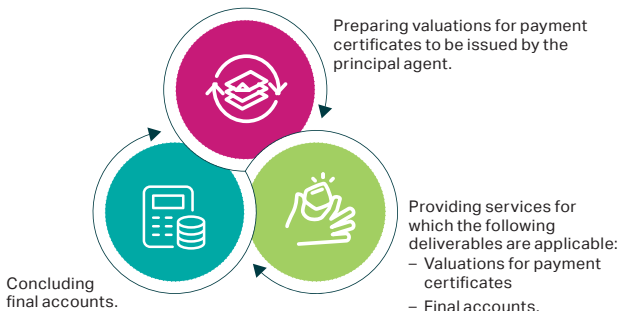 Preparing valuations for payment
certificates to be issued by the
principal agent.
Providing services for
which the following
deliverables are applicable:
– Valuations for payment
certificates
– Final accounts.
Concluding
final accounts.